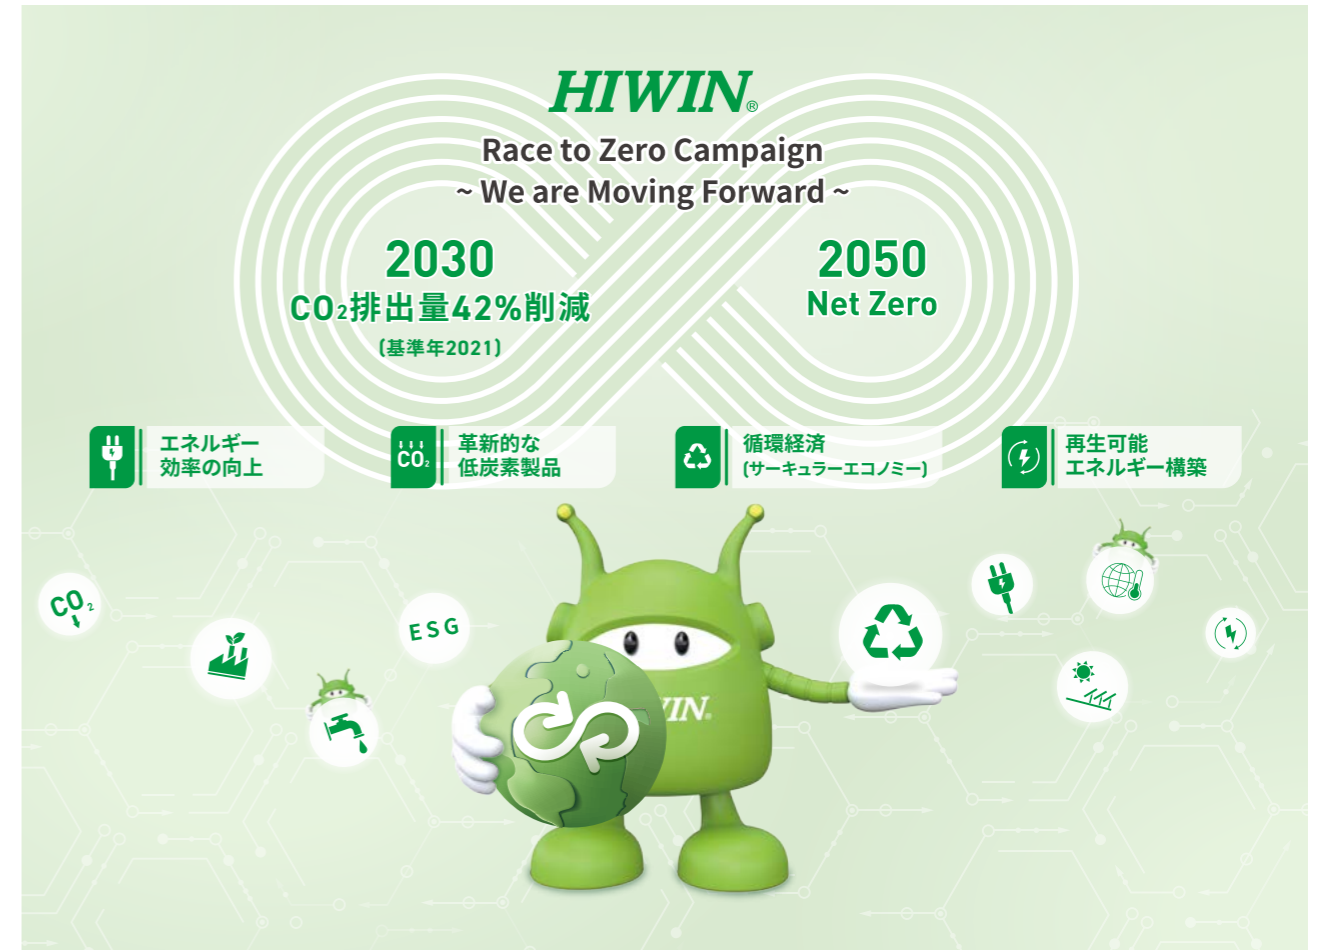 HIWIN®
Race to Zero Campaign
~ We are Moving Forward ~
2030
CO₂排出量42%削減
(基準年2021)
2050
Net Zero
エネルギー
効率の向上
CO₂
革新的な
低炭素製品
循環経済
(サーキュラーエコノミー)
再生可能
エネルギー構築
CO₂
ESG
WIN®